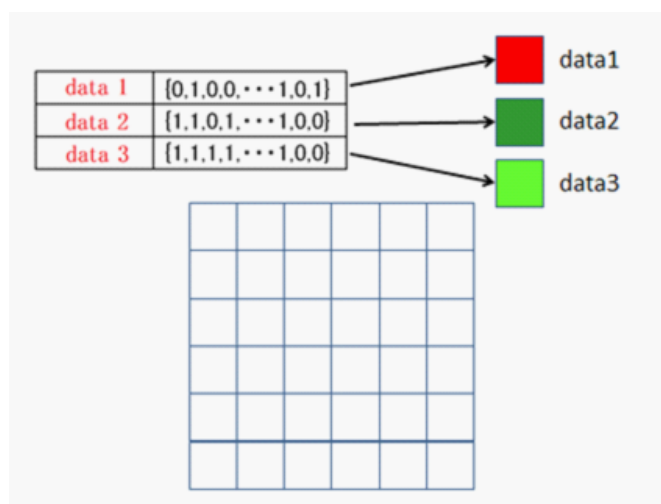 data 1 {0,1,0,0,···1,0,1}
data 2 {1,1,0,1,···1,0,0}
data 3 {1,1,1,1,···1,0,0}
data1
data2
data3